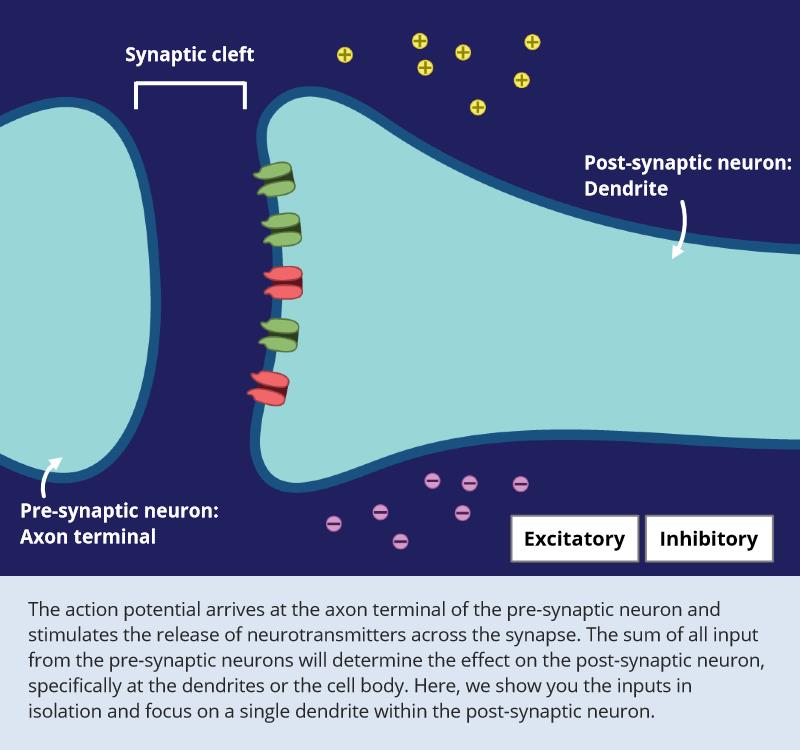 Synaptic cleft
Post-synaptic neuron:
Dendrite
Pre-synaptic neuron:
Axon terminal
Excitatory
Inhibitory
The action potential arrives at the axon terminal of the pre-synaptic neuron and
stimulates the release of neurotransmitters across the synapse. The sum of all input
from the pre-synaptic neurons will determine the effect on the post-synaptic neuron,
specifically at the dendrites or the cell body. Here, we show you the inputs in
isolation and focus on a single dendrite within the post-synaptic neuron.